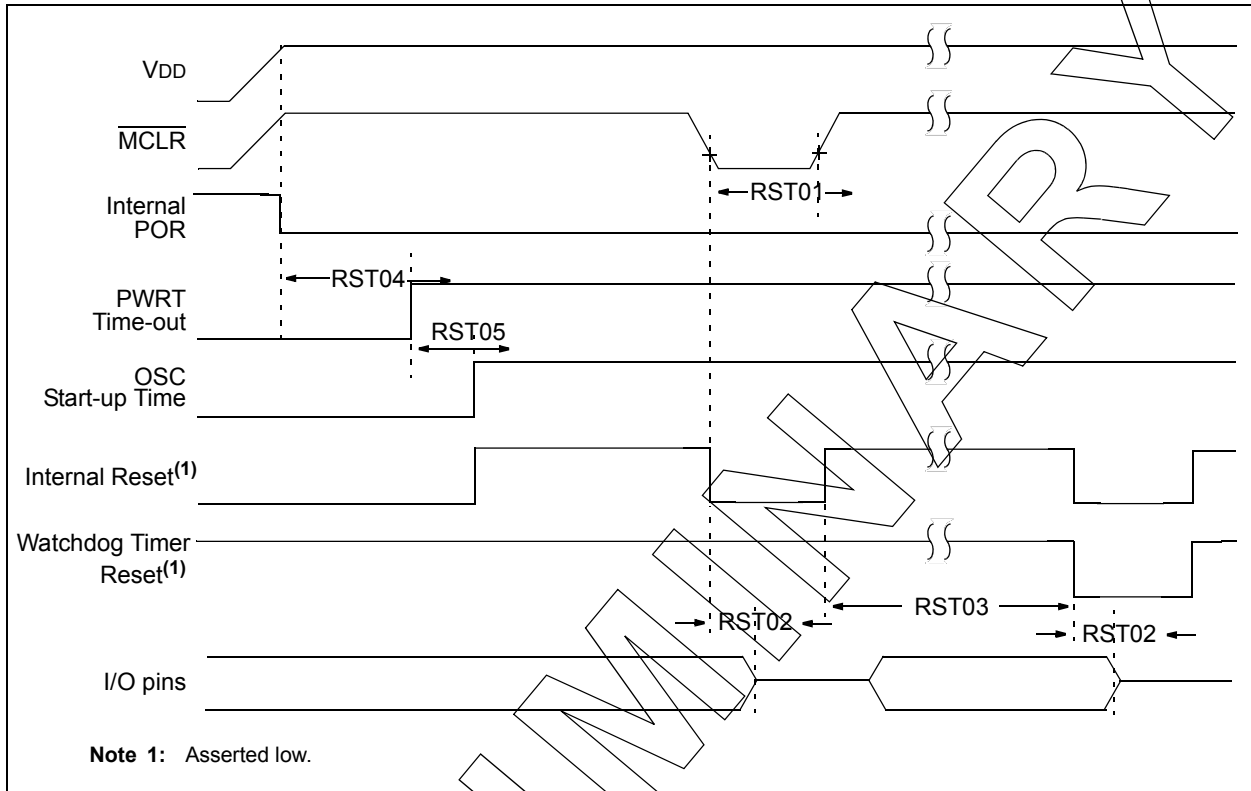 VDD
MCLR
RST01
Internal
POR
RST04
PWRT
Time-out
RST05
OSC
Start-up Time
Internal Reset(1)
Watchdog Timer
Reset(1)
RST03
RST02
RST02
I/O pins
Note 1: Asserted low.